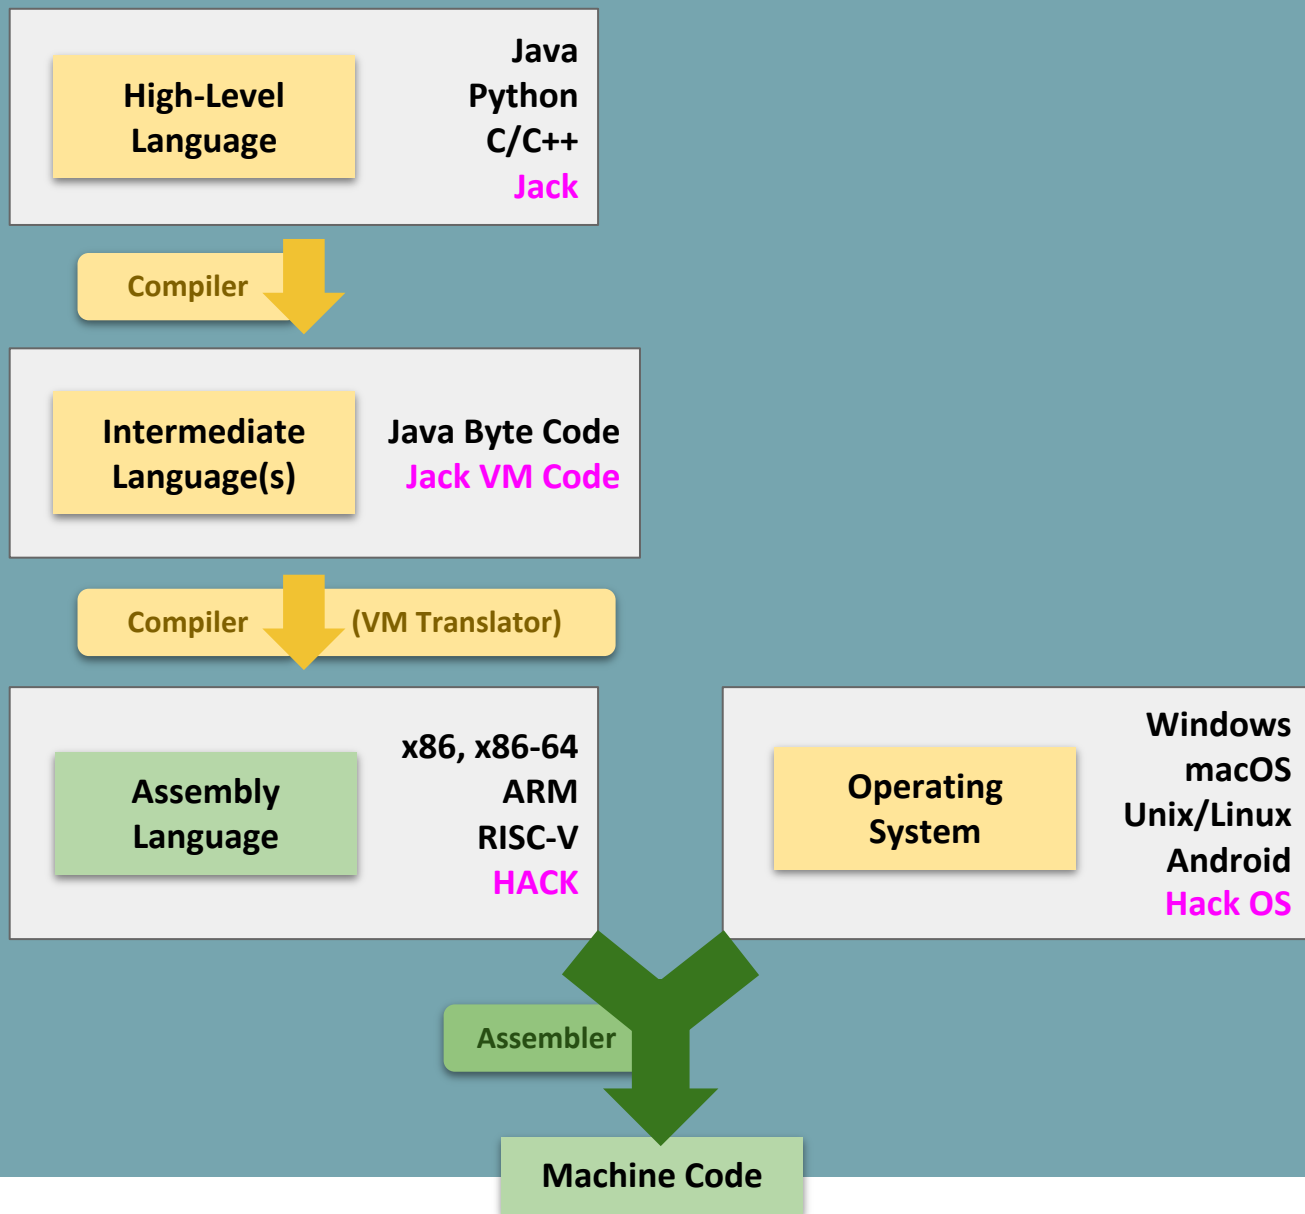 High-Level
Language
Java
Python
C/C++
Jack
Compiler
Intermediate
Language(s)
Java Byte Code
Jack VM Code
Compiler (VM Translator)
Assembly
Language
x86, x86-64
ARM
RISC-V
HACK
Operating
System
Windows
macOS
Unix/Linux
Android
Hack OS
Assembler
Machine Code